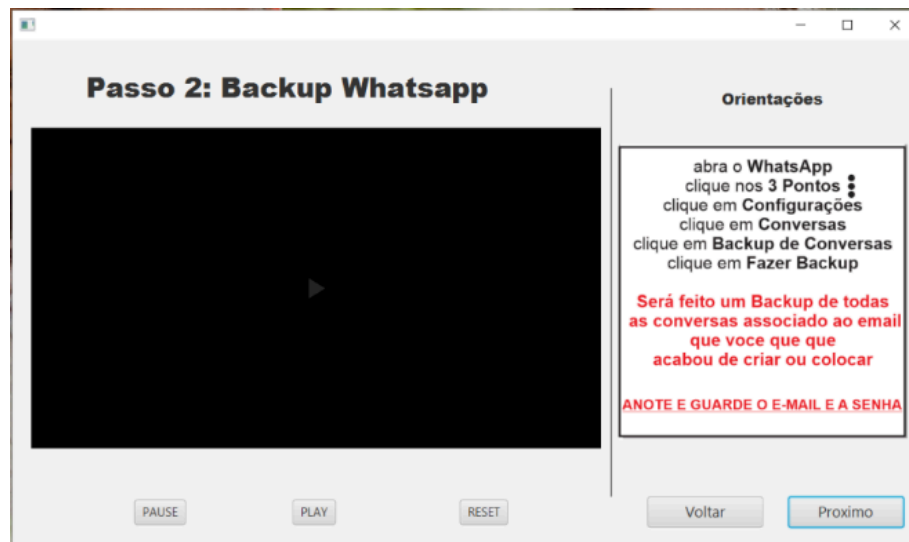 Passo 2: Backup Whatsapp
Orientações
abra o WhatsApp
clique nos 3 Pontos
clique em Configurações
clique em Conversas
clique em Backup de Conversas
clique em Fazer Backup
Será feito um Backup de todas
as conversas associado ao email
que voce que que
acabou de criar ou colocar
ANOTE E GUARDE O E-MAIL E A SENHA
PAUSE
PLAY
RESET
Voltar
Proximo